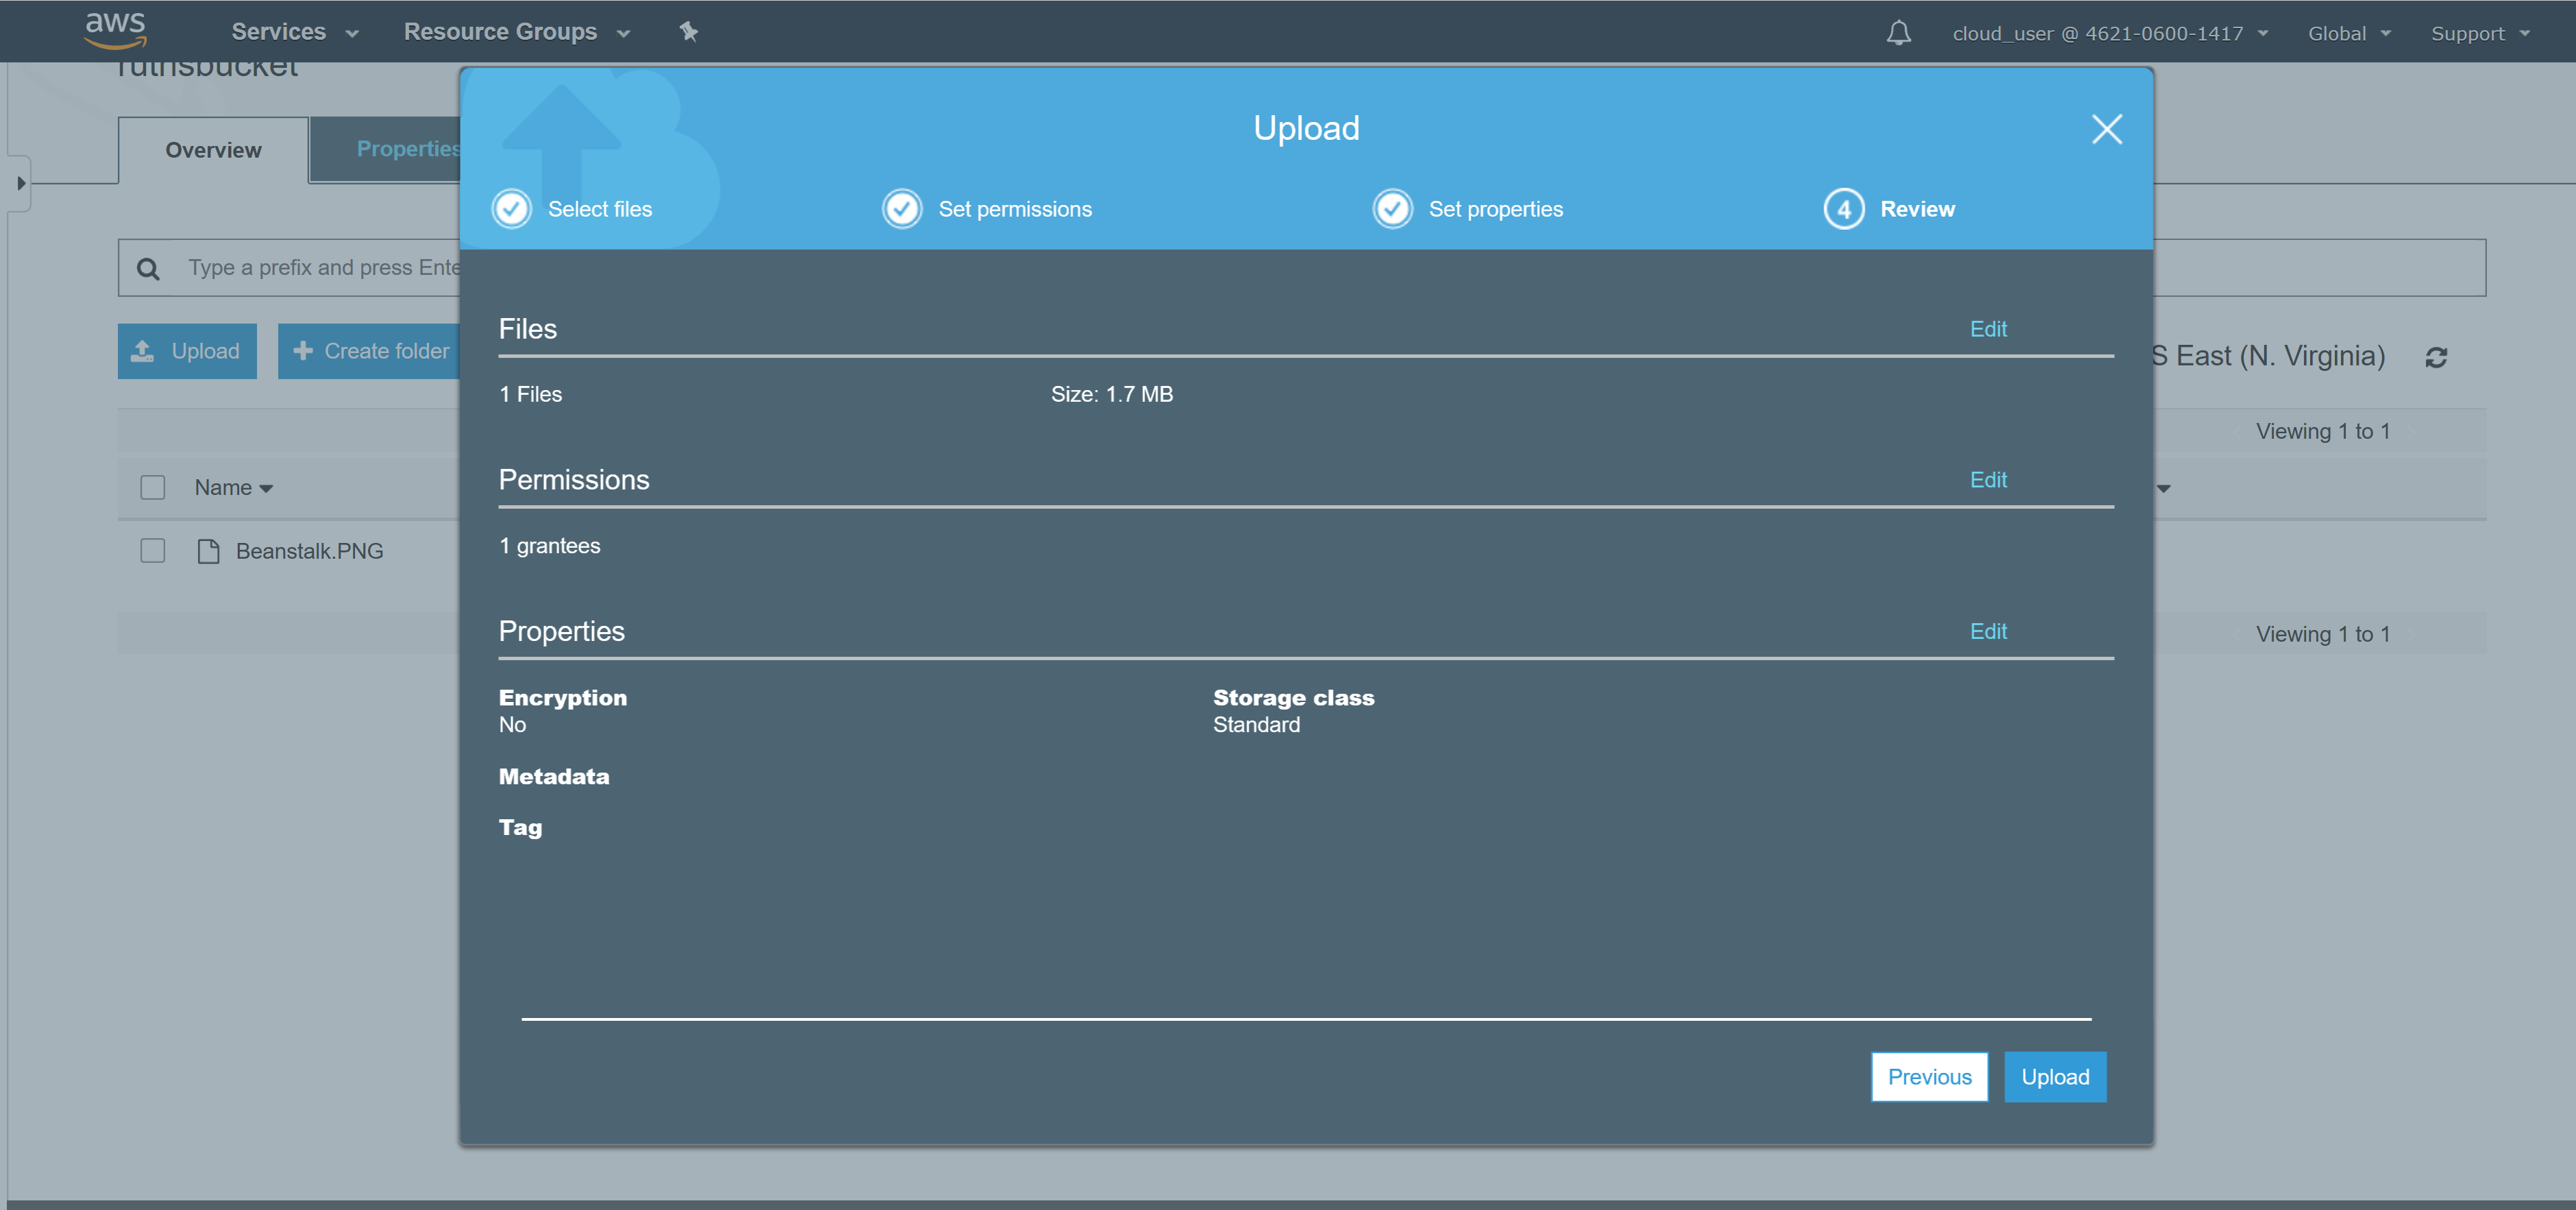 aws
Services
Resource Groups
cloud_user @ 4621-0600-1417
Global
Support
ruthsbucket
Overview
Properties
Upload
Select files
Set permissions
Set properties
4 Review
Type a prefix and press Ente
Upload
Create folder
S East (N. Virginia)
Viewing 1 to 1
Name
Beanstalk.PNG
Viewing 1 to 1
Files
Edit
1 Files
Size: 1.7 MB
Permissions
Edit
1 grantees
Properties
Edit
Encryption
No
Storage class
Standard
Metadata
Tag
Previous
Upload